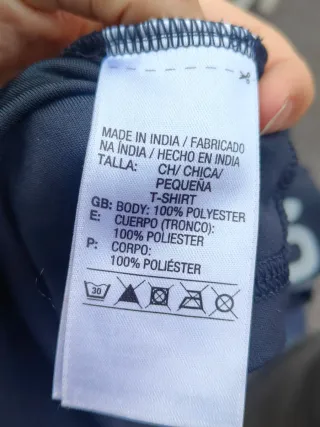 MADE IN INDIA / FABRICADO
NA ÍNDIA / HECHO EN INDIA
TALLA: CH/ CHICA/
PEQUEÑA
T-SHIRT
GB: BODY: 100% POLYESTER
E: CUERPO (TRONCO):
100% POLIESTER
P: CORPO:
100% POLIÉSTER
30